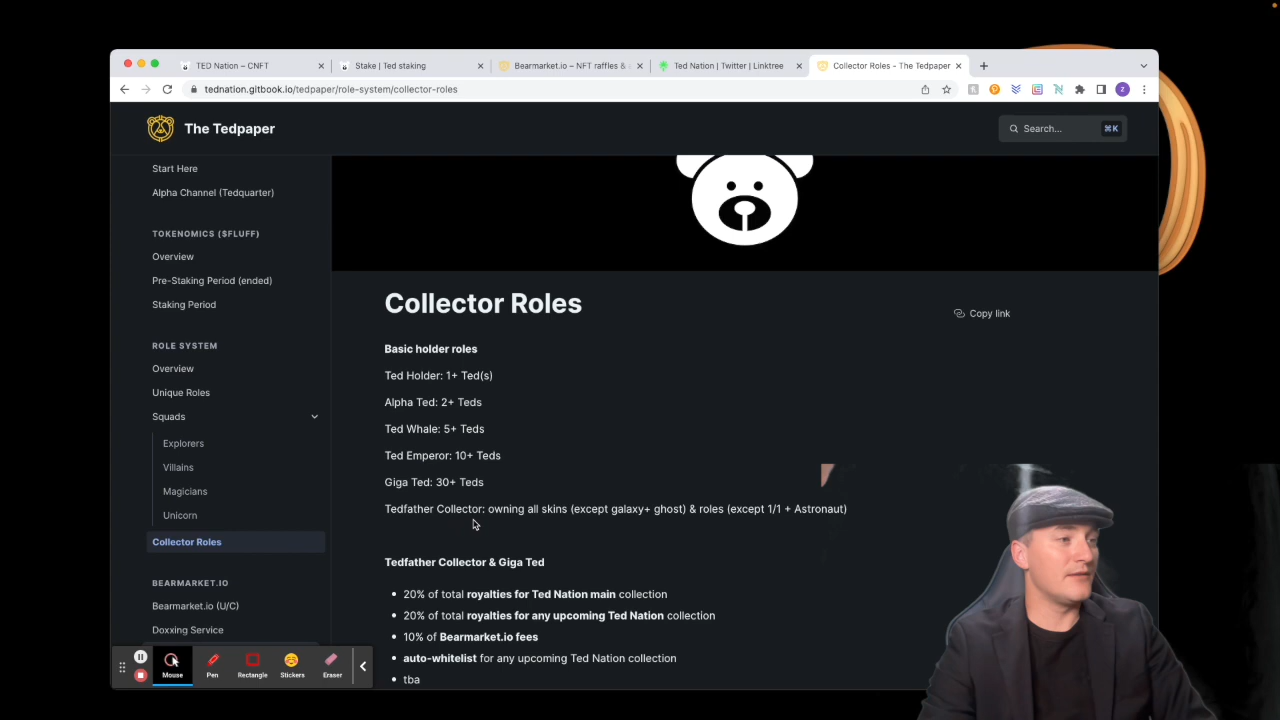 TED Nation – CNFT
Stake | Ted staking
Bearmarket.io – NFT raffles &
Ted Nation | Twitter | Linktree
Collector Roles - The Tedpaper
tednation.gitbook.io/tedpaper/role-system/collector-roles
The Tedpaper
Search...
⌘K
Start Here
Alpha Channel (Tedquarter)
TOKENOMICS ($FLUFF)
Overview
Pre-Staking Period (ended)
Staking Period
ROLE SYSTEM
Overview
Unique Roles
Squads
Explorers
Villains
Magicians
Unicorn
Collector Roles
BEARMARKET.IO
Bearmarket.io (U/C)
Doxxing Service
Collector Roles
Copy link
Basic holder roles
Ted Holder: 1+ Ted(s)
Alpha Ted: 2+ Teds
Ted Whale: 5+ Teds
Ted Emperor: 10+ Teds
Giga Ted: 30+ Teds
Tedfather Collector: owning all skins (except galaxy+ ghost) & roles (except 1/1 + Astronaut)
Tedfather Collector & Giga Ted
• 20% of total royalties for Ted Nation main collection
• 20% of total royalties for any upcoming Ted Nation collection
• 10% of Bearmarket.io fees
• auto-whitelist for any upcoming Ted Nation collection
• tba
Mouse
Pen
Rectangle
Stickers
Eraser
z